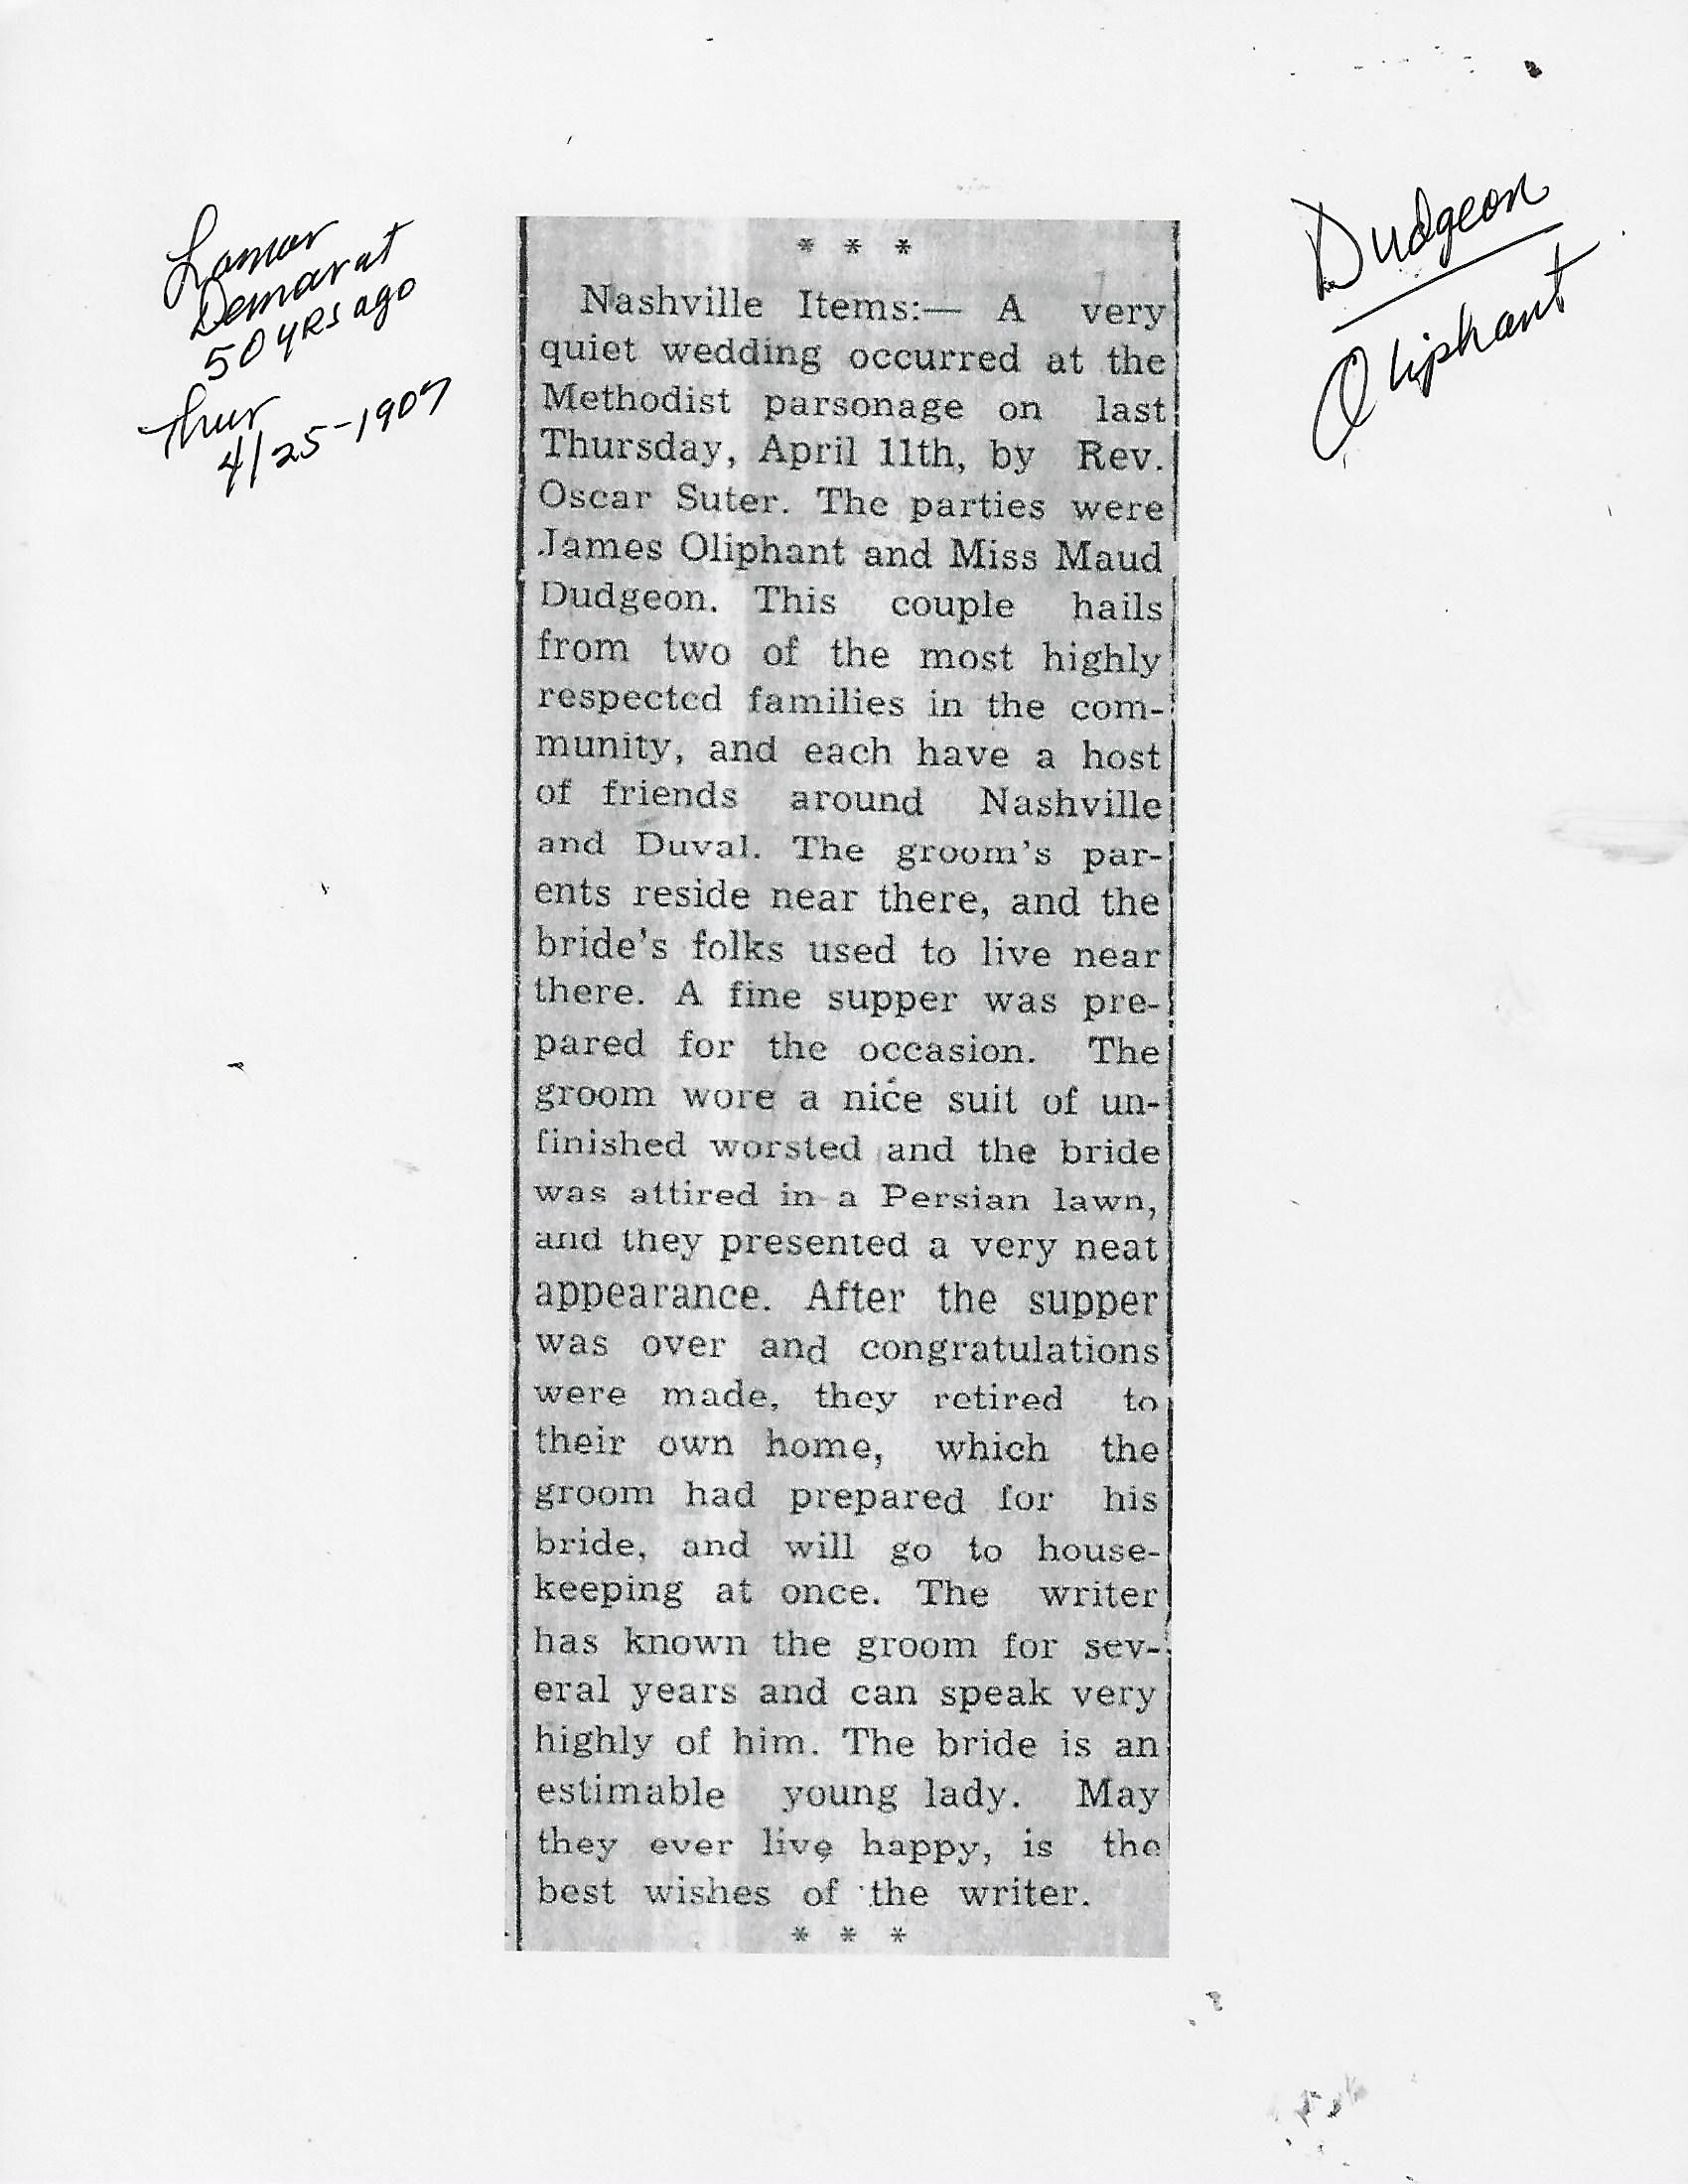 Lamar
Demorat
50 yrs ago
Thur
4/25-1907
Dudgeon
Oliphant
* * *
Nashville Items:— A very
quiet wedding occurred at the
Methodist parsonage on last
Thursday, April 11th, by Rev.
Oscar Suter. The parties were
James Oliphant and Miss Maud
Dudgeon. This couple hails
from two of the most highly
respected families in the com-
munity, and each have a host
of friends around Nashville
and Duval. The groom's par-
ents reside near there, and the
bride's folks used to live near
there. A fine supper was pre-
pared for the occasion. The
groom wore a nice suit of un-
finished worsted and the bride
was attired in a Persian lawn,
and they presented a very neat
appearance. After the supper
was over and congratulations
were made, they retired to
their own home, which the
groom had prepared for his
bride, and will go to house-
keeping at once. The writer
has known the groom for sev-
eral years and can speak very
highly of him. The bride is an
estimable young lady. May
they ever live happy, is the
best wishes of the writer.
* * *